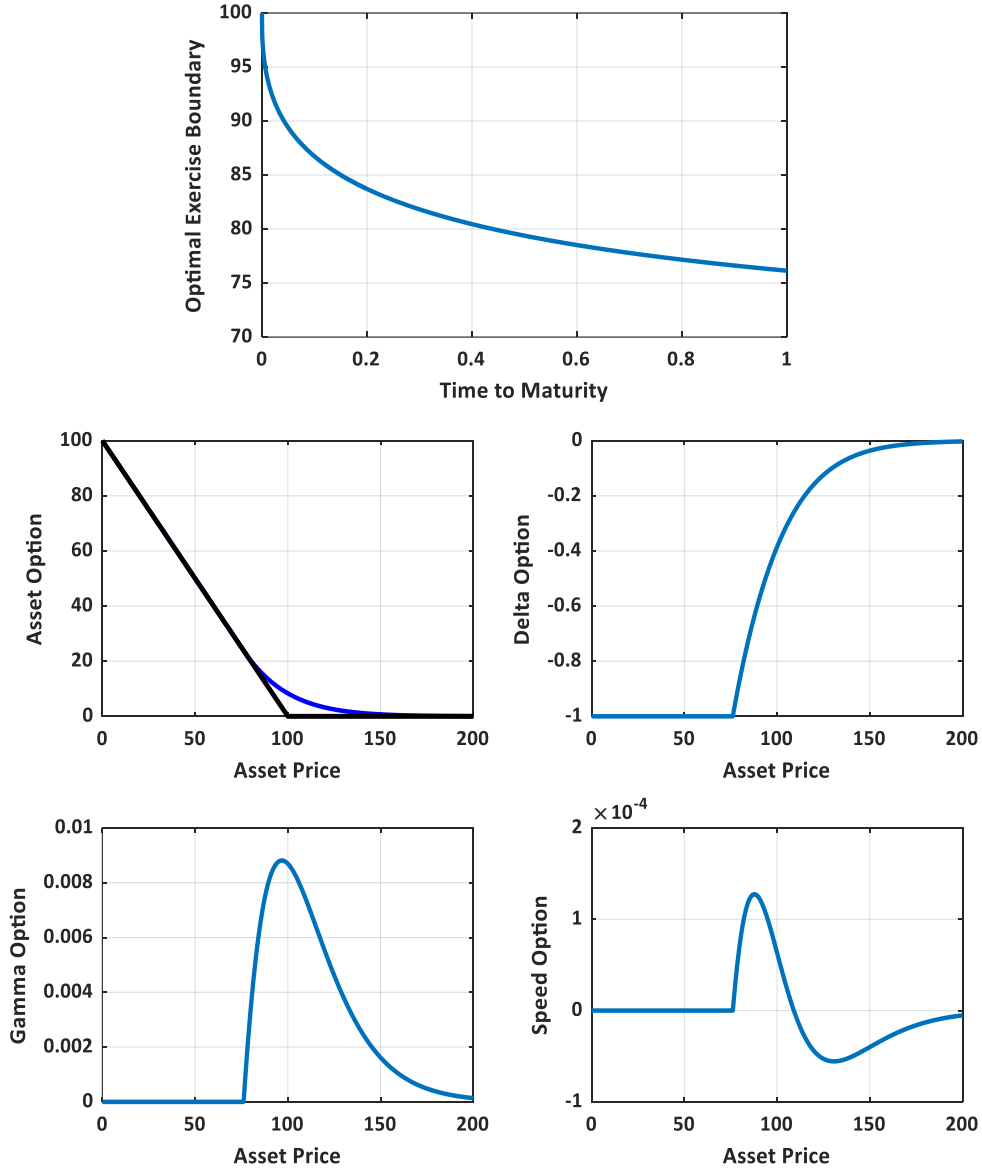 100
95
90
85
80
75
70
Optimal Exercise Boundary
0 0.2 0.4 0.6 0.8 1
Time to Maturity
100
80
60
40
20
0
Asset Option
0 50 100 150 200
Asset Price
0
-0.2
-0.4
-0.6
-0.8
-1
Delta Option
0 50 100 150 200
Asset Price
0.01
0.008
0.006
0.004
0.002
0
Gamma Option
0 50 100 150 200
Asset Price
×10⁻⁴
2
1
0
-1
Speed Option
0 50 100 150 200
Asset Price